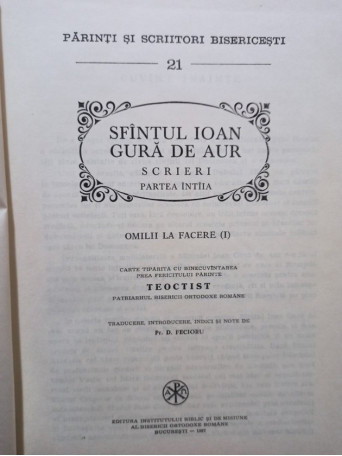 PĂRINȚI ȘI SCRIITORI BISERICEȘTI
21
SFÎNTUL IOAN
GURĂ DE AUR
SCRIERI
PARTEA ÎNTÎIA
OMILII LA FACERE (I)
CARTE TIPĂRITĂ CU BINECUVÎNTAREA
PREA FERICITULUI PĂRINTE
TEOCTIST
PATRIARHUL BISERICII ORTODOXE ROMÂNE
TRADUCERE, INTRODUCERE, INDICI ȘI NOTE DE
Pr. D. FECIORU
EDITURA INSTITUTULUI BIBLIC ȘI DE MISIUNE
AL BISERICII ORTODOXE ROMÂNE
BUCUREȘTI —